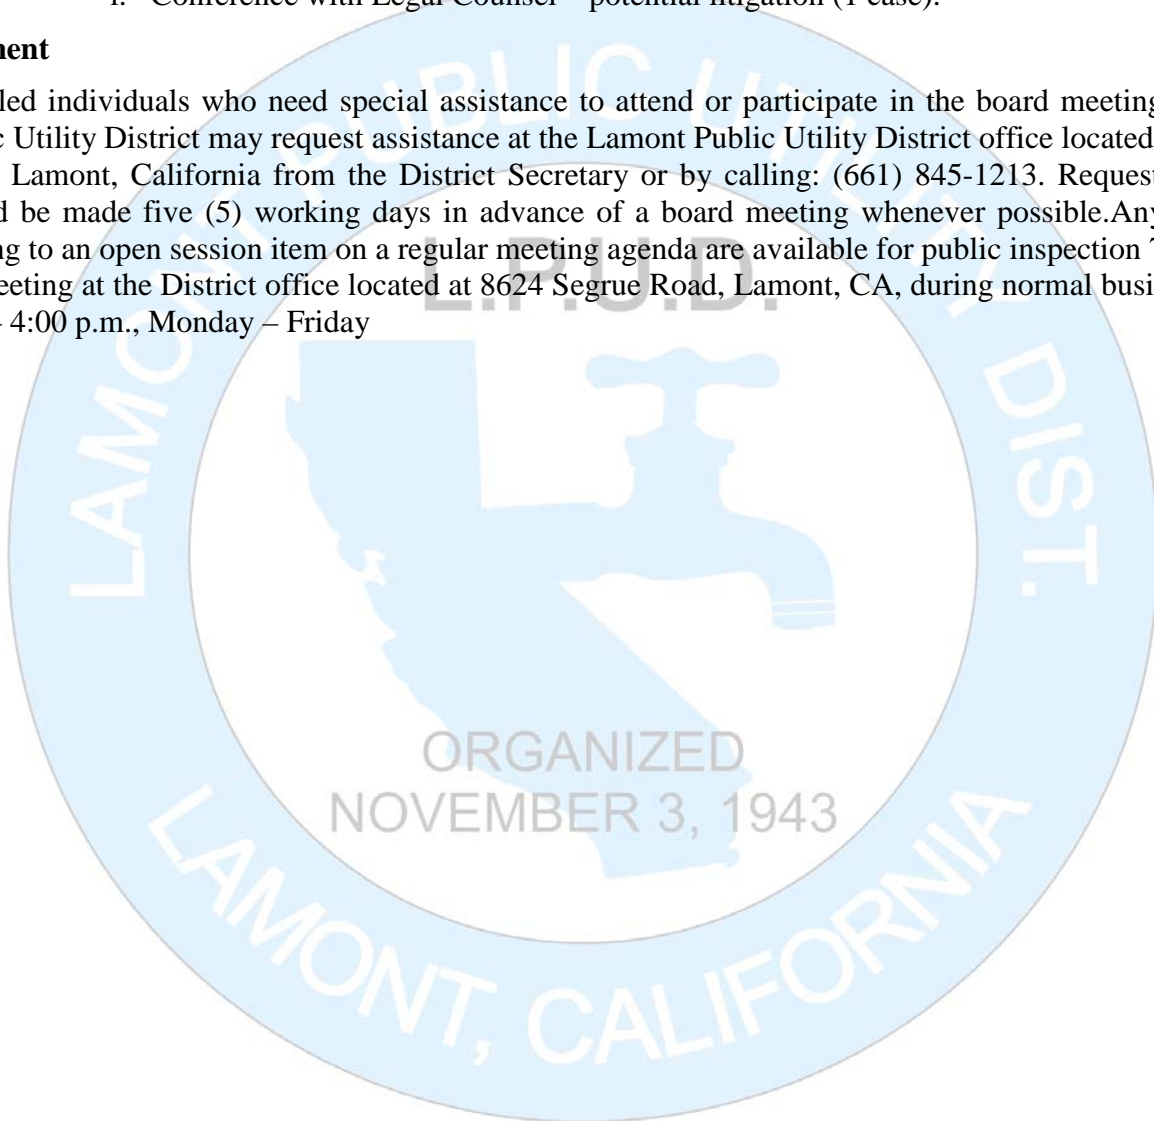 Conference with Legal Counsel – potential litigation (1 case).
ment
led individuals who need special assistance to attend or participate in the board meeting
c Utility District may request assistance at the Lamont Public Utility District office located
Lamont, California from the District Secretary or by calling: (661) 845-1213. Request
d be made five (5) working days in advance of a board meeting whenever possible.Any
ng to an open session item on a regular meeting agenda are available for public inspection 7
eeting at the District office located at 8624 Segrue Road, Lamont, CA, during normal busi
– 4:00 p.m., Monday – Friday
LAMONT PUBLIC UTILITY DIST.
L.P.U.D.
ORGANIZED
NOVEMBER 3, 1943
LAMONT, CALIFORNIA